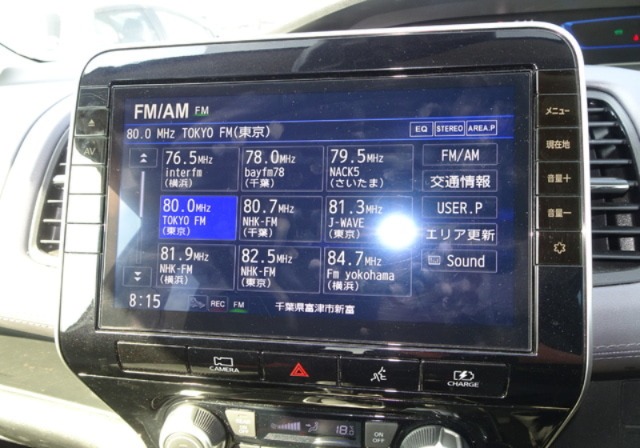 FM/AM FM
80.0 MHz TOKYO FM(東京)
EQ STEREO AREA.P
76.5MHz
interfm
(横浜)
78.0MHz
bayfm78
(千葉)
79.5MHz
NACK5
(さいたま)
FM/AM
80.0MHz
TOKYO FM
(東京)
80.7MHz
NHK-FM
(千葉)
81.3MHz
J-WAVE
(東京)
交通情報
USER.P
エリア更新
81.9MHz
NHK-FM
(横浜)
82.5MHz
NHK-FM
(東京)
84.7MHz
Fm yokohama
(横浜)
Sound
8:15
REC FM
千葉県富津市新富
AV
メニュー
現在地
音量＋
音量－
CAMERA
CHARGE
ON
OFF